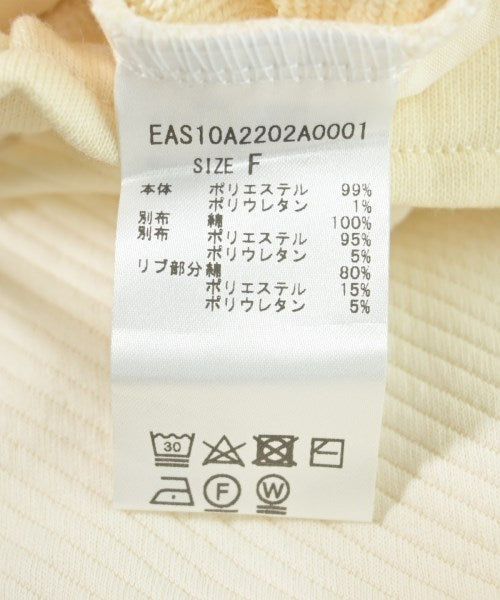 EAS10A2202A0001
SIZE F
本体 ポリエステル 99%
ポリウレタン 1%
別布 綿 100%
別布 ポリエステル 95%
ポリウレタン 5%
リブ部分 綿 80%
ポリエステル 15%
ポリウレタン 5%
30
F W